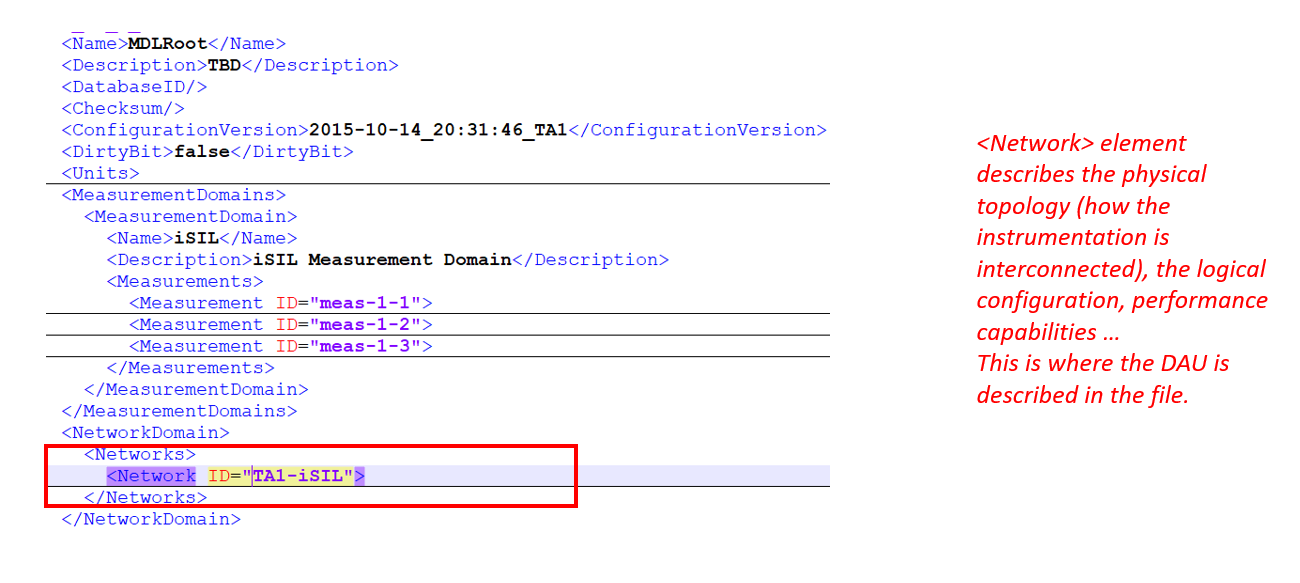 <Name>MDLRoot</Name>
<Description>TBD</Description>
<DatabaseID/>
<Checksum/>
<ConfigurationVersion>2015-10-14_20:31:46_TA1</ConfigurationVersion>
<DirtyBit>false</DirtyBit>
<Units>
<MeasurementDomains>
<MeasurementDomain>
<Name>iSIL</Name>
<Description>iSIL Measurement Domain</Description>
<Measurements>
<Measurement ID="meas-1-1">
<Measurement ID="meas-1-2">
<Measurement ID="meas-1-3">
</Measurements>
</MeasurementDomain>
</MeasurementDomains>
<NetworkDomain>
<Networks>
<Network ID="TA1-iSIL">
</Networks>
</NetworkDomain>
<Network> element
describes the physical
topology (how the
instrumentation is
interconnected), the logical
configuration, performance
capabilities …
This is where the DAU is
described in the file.